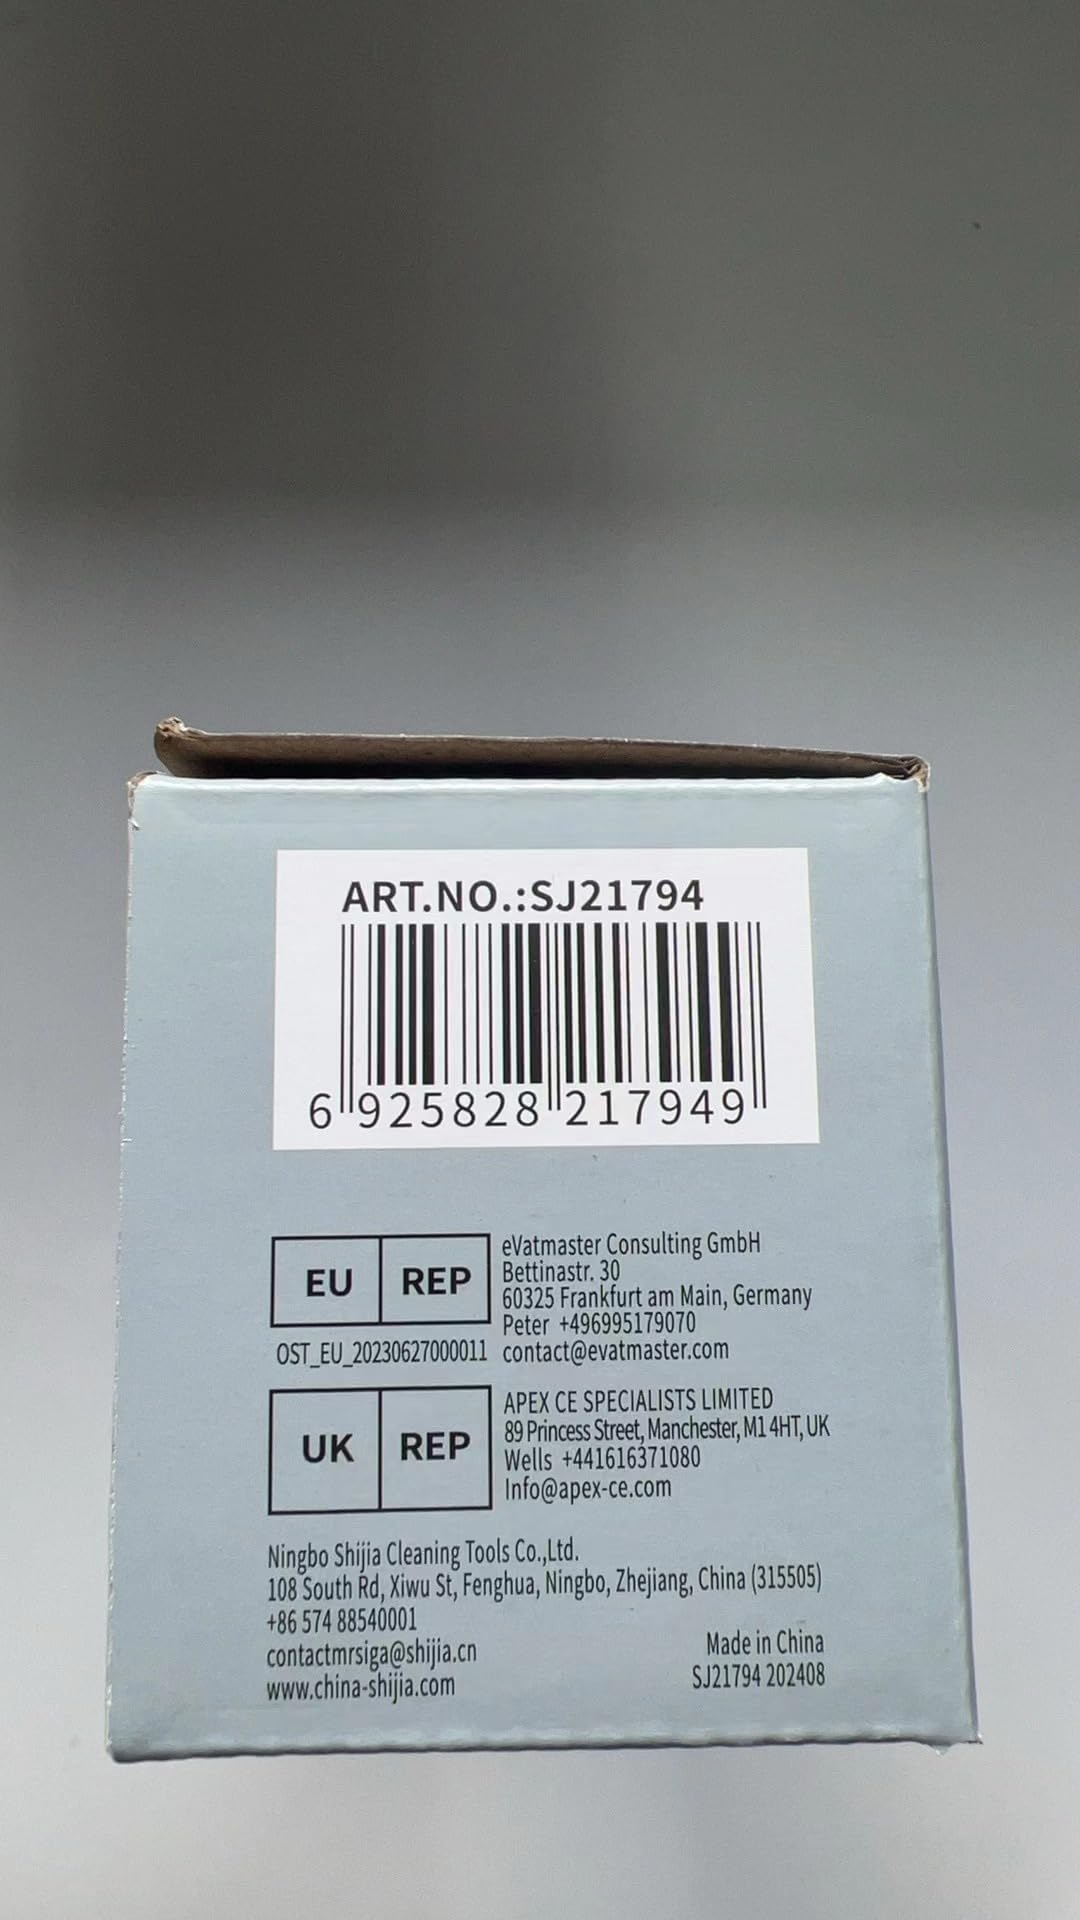 ART.NO.:SJ21794
6 925828 217949
EU REP
OST_EU_20230627000011
eVatmaster Consulting GmbH
Bettinastr. 30
60325 Frankfurt am Main, Germany
Peter +496995179070
contact@evatmaster.com
UK REP
APEX CE SPECIALISTS LIMITED
89 Princess Street, Manchester, M1 4HT, UK
Wells +441616371080
Info@apex-ce.com
Ningbo Shijia Cleaning Tools Co.,Ltd.
108 South Rd, Xiwu St, Fenghua, Ningbo, Zhejiang, China (315505)
+86 574 88540001
contactmrsiga@shijia.cn
www.china-shijia.com
Made in China
SJ21794 202408